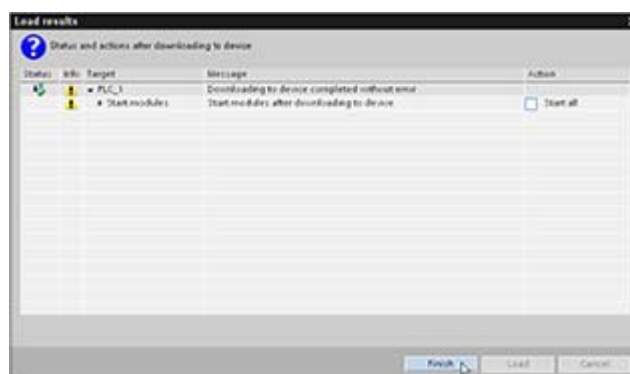 Load results
Status and actions after downloading to device
Status Info Target Message Action
PLC_1 Downloading to device completed without error
Start modules Start modules after downloading to device. Start all
Finish Load Cancel